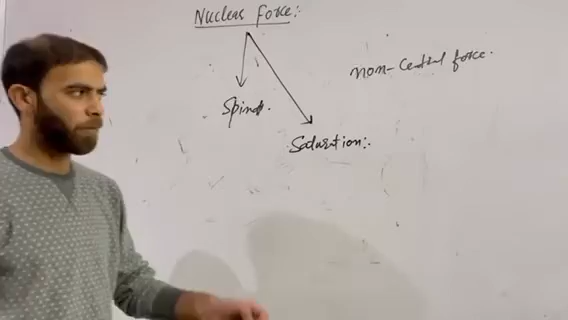 Nuclear force:
non-Central force.
Spin
Saturation: